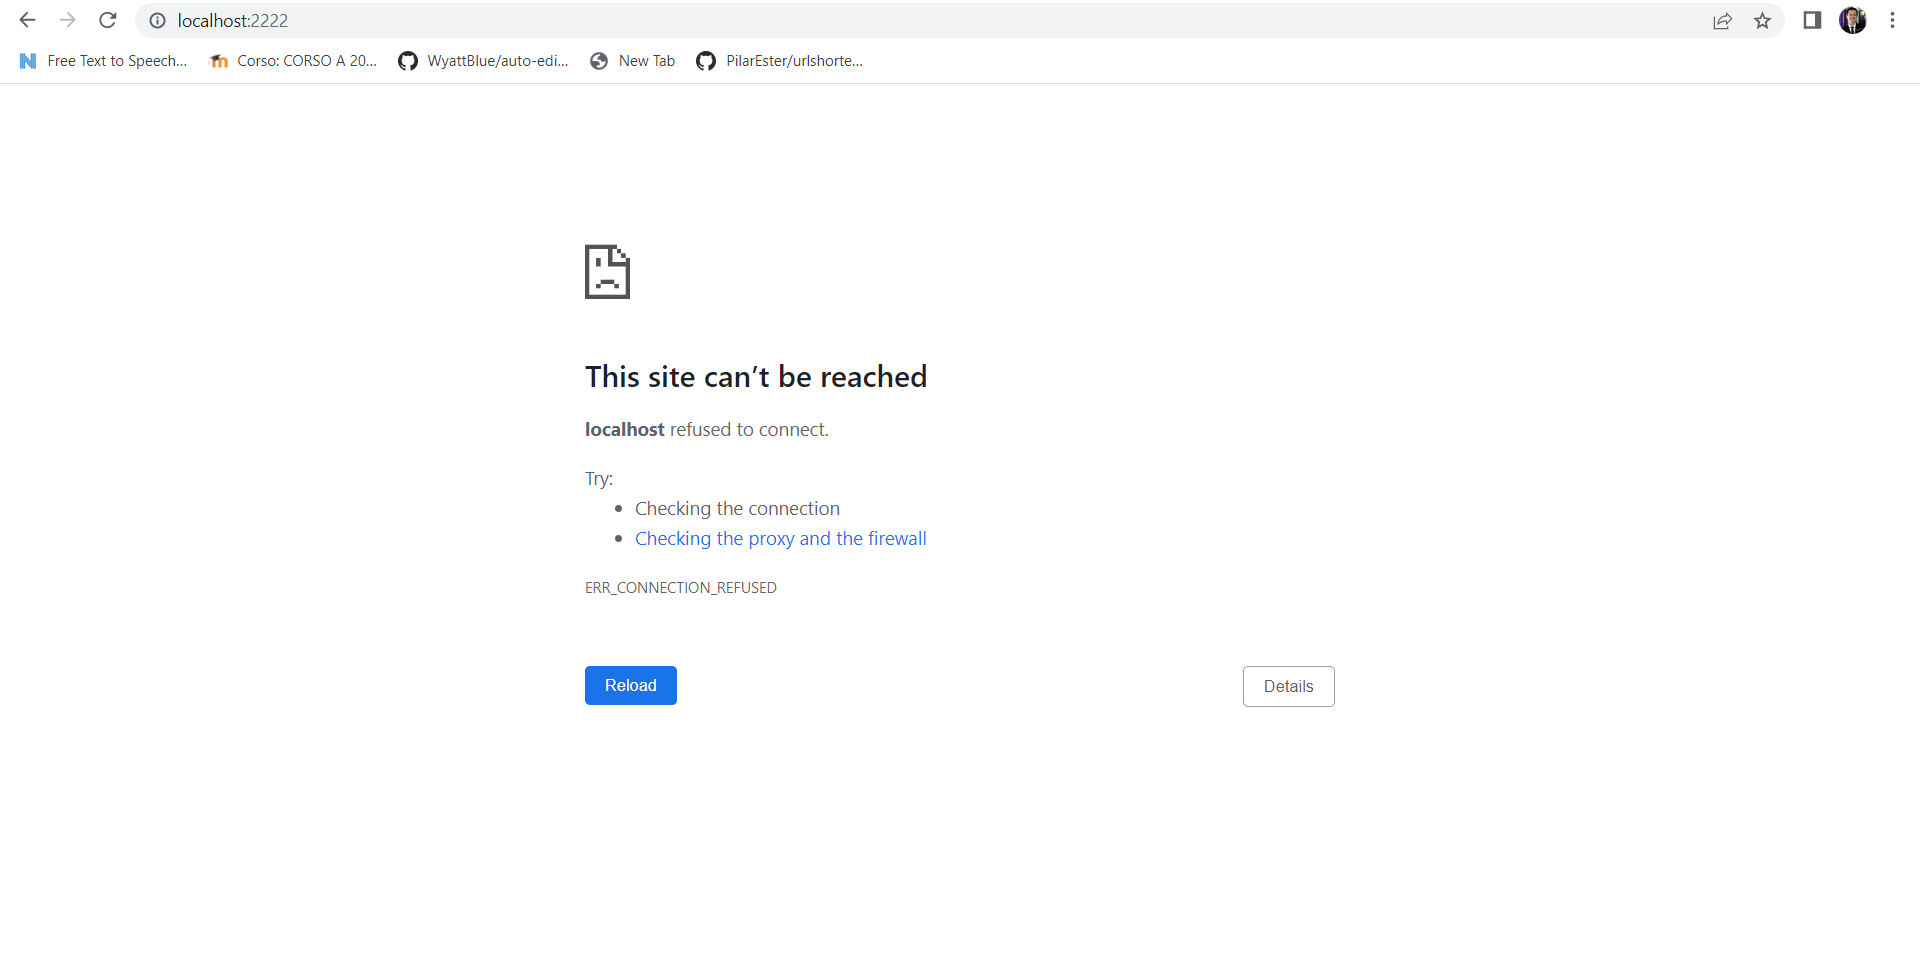 localhost:2222
Free Text to Speech... Corso: CORSO A 20... WyattBlue/auto-edi... New Tab PilarEster/urlshorte...
This site can’t be reached
localhost refused to connect.
Try:
Checking the connection
Checking the proxy and the firewall
ERR_CONNECTION_REFUSED
Reload Details